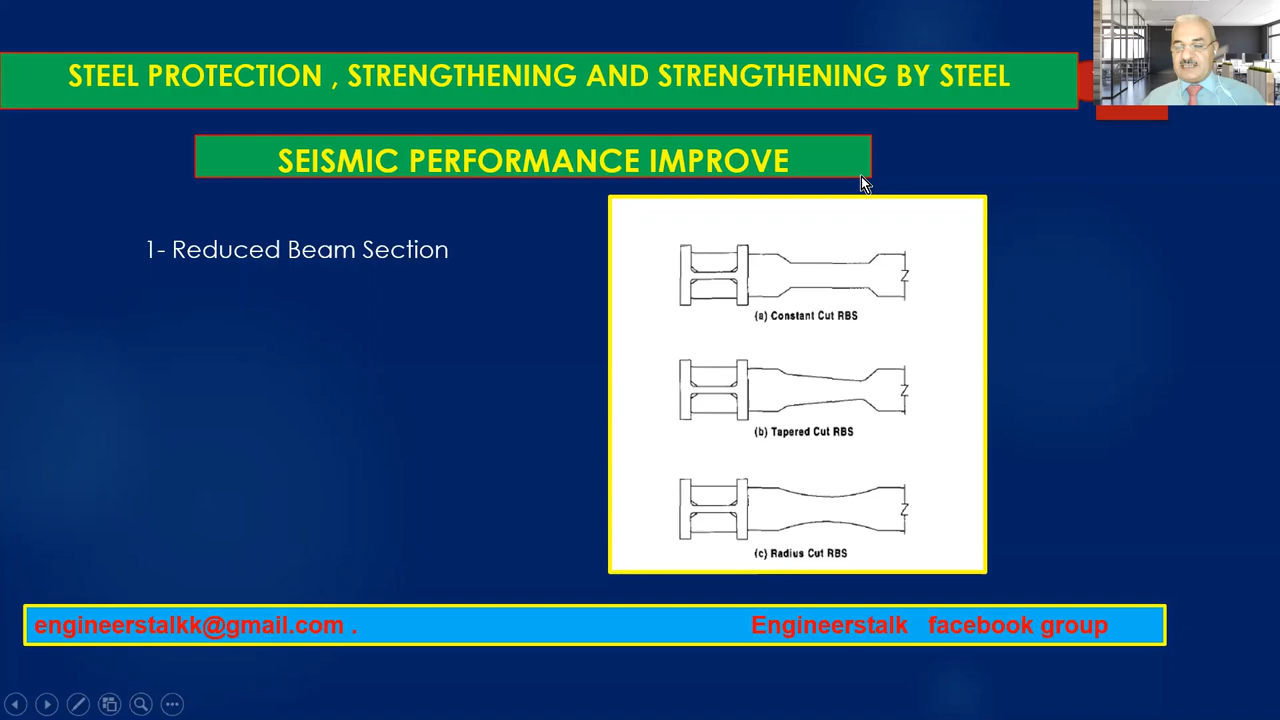 STEEL PROTECTION , STRENGTHENING AND STRENGTHENING BY STEEL
SEISMIC PERFORMANCE IMPROVE
1- Reduced Beam Section
(a) Constant Cut RBS
(b) Tapered Cut RBS
(c) Radius Cut RBS
engineerstalkk@gmail.com . Engineerstalk facebook group